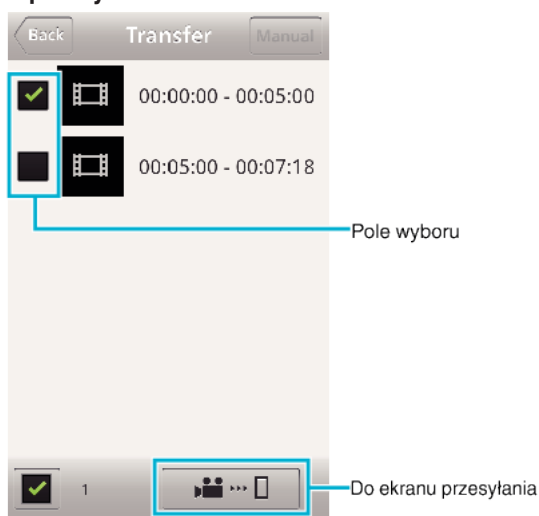 Back Transfer Manual
00:00:00 - 00:05:00
00:05:00 - 00:07:18
Pole wyboru
1
Do ekranu przesyłania